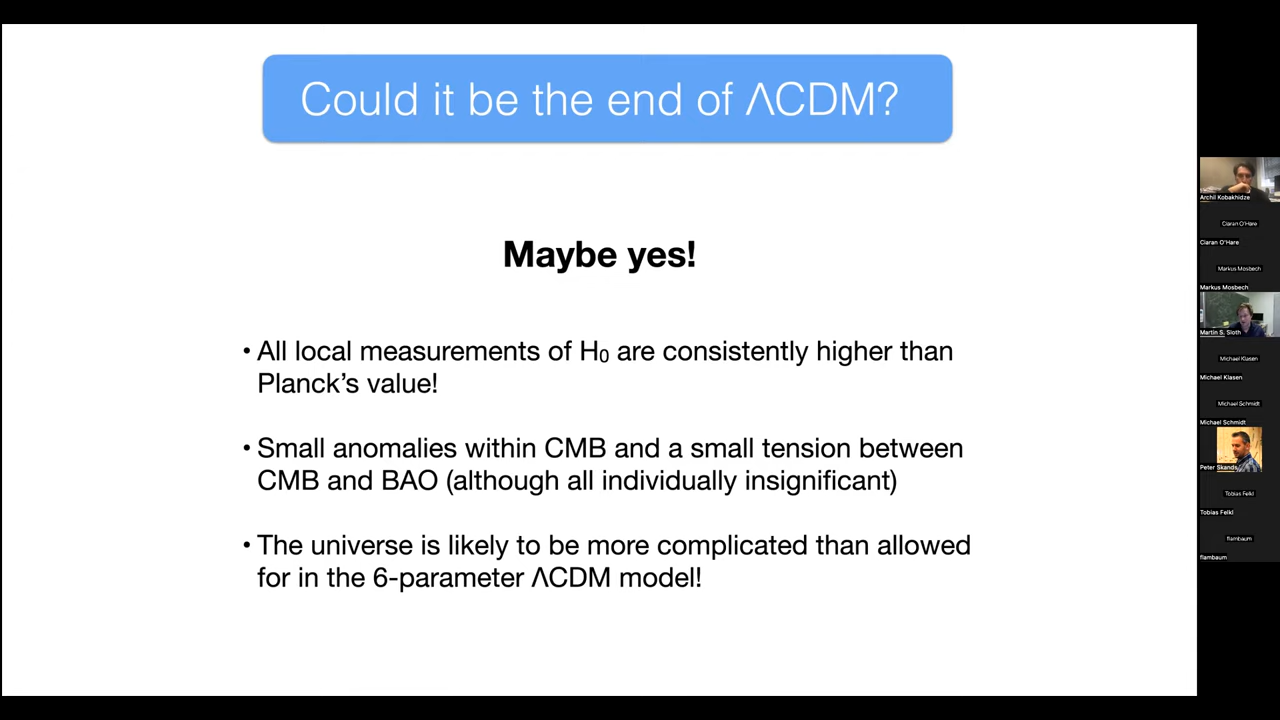 Could it be the end of ΛCDM?
Maybe yes!
• All local measurements of H₀ are consistently higher than
Planck’s value!
• Small anomalies within CMB and a small tension between
CMB and BAO (although all individually insignificant)
• The universe is likely to be more complicated than allowed
for in the 6-parameter ΛCDM model!
Archil Kobakhidze
Ciaran O'Hare
Ciaran O'Hare
Markus Mosbech
Markus Mosbech
Martin S. Sloth
Michael Klasen
Michael Klasen
Michael Schmidt
Michael Schmidt
Peter Skands
Tobias Felkl
Tobias Felkl
flambaum
flambaum